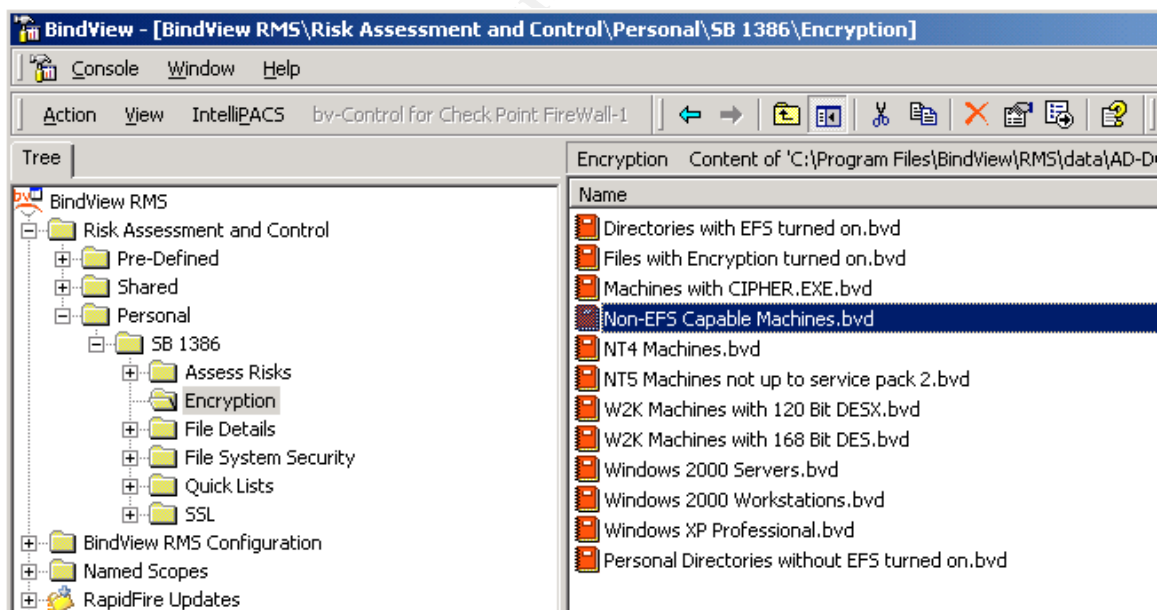 BindView - [BindView RMS\Risk Assessment and Control\Personal\SB 1386\Encryption]
Console Window Help
Action View IntelliPACS bv-Control for Check Point FireWall-1
Tree
Encryption Content of 'C:\Program Files\BindView\RMS\data\AD-D
Name
BindView RMS
Risk Assessment and Control
Pre-Defined
Shared
Personal
SB 1386
Assess Risks
Encryption
File Details
File System Security
Quick Lists
SSL
BindView RMS Configuration
Named Scopes
RapidFire Updates
Directories with EFS turned on.bvd
Files with Encryption turned on.bvd
Machines with CIPHER.EXE.bvd
Non-EFS Capable Machines.bvd
NT4 Machines.bvd
NT5 Machines not up to service pack 2.bvd
W2K Machines with 120 Bit DESX.bvd
W2K Machines with 168 Bit DES.bvd
Windows 2000 Servers.bvd
Windows 2000 Workstations.bvd
Windows XP Professional.bvd
Personal Directories without EFS turned on.bvd